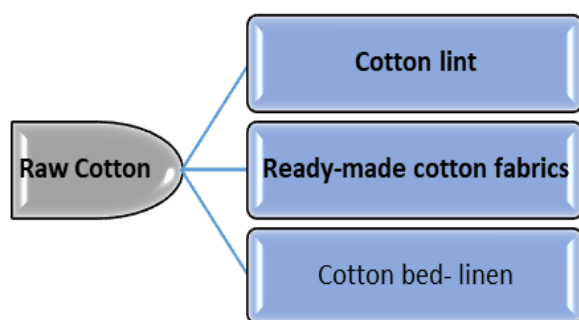 Cotton lint
Raw Cotton
Ready-made cotton fabrics
Cotton bed- linen